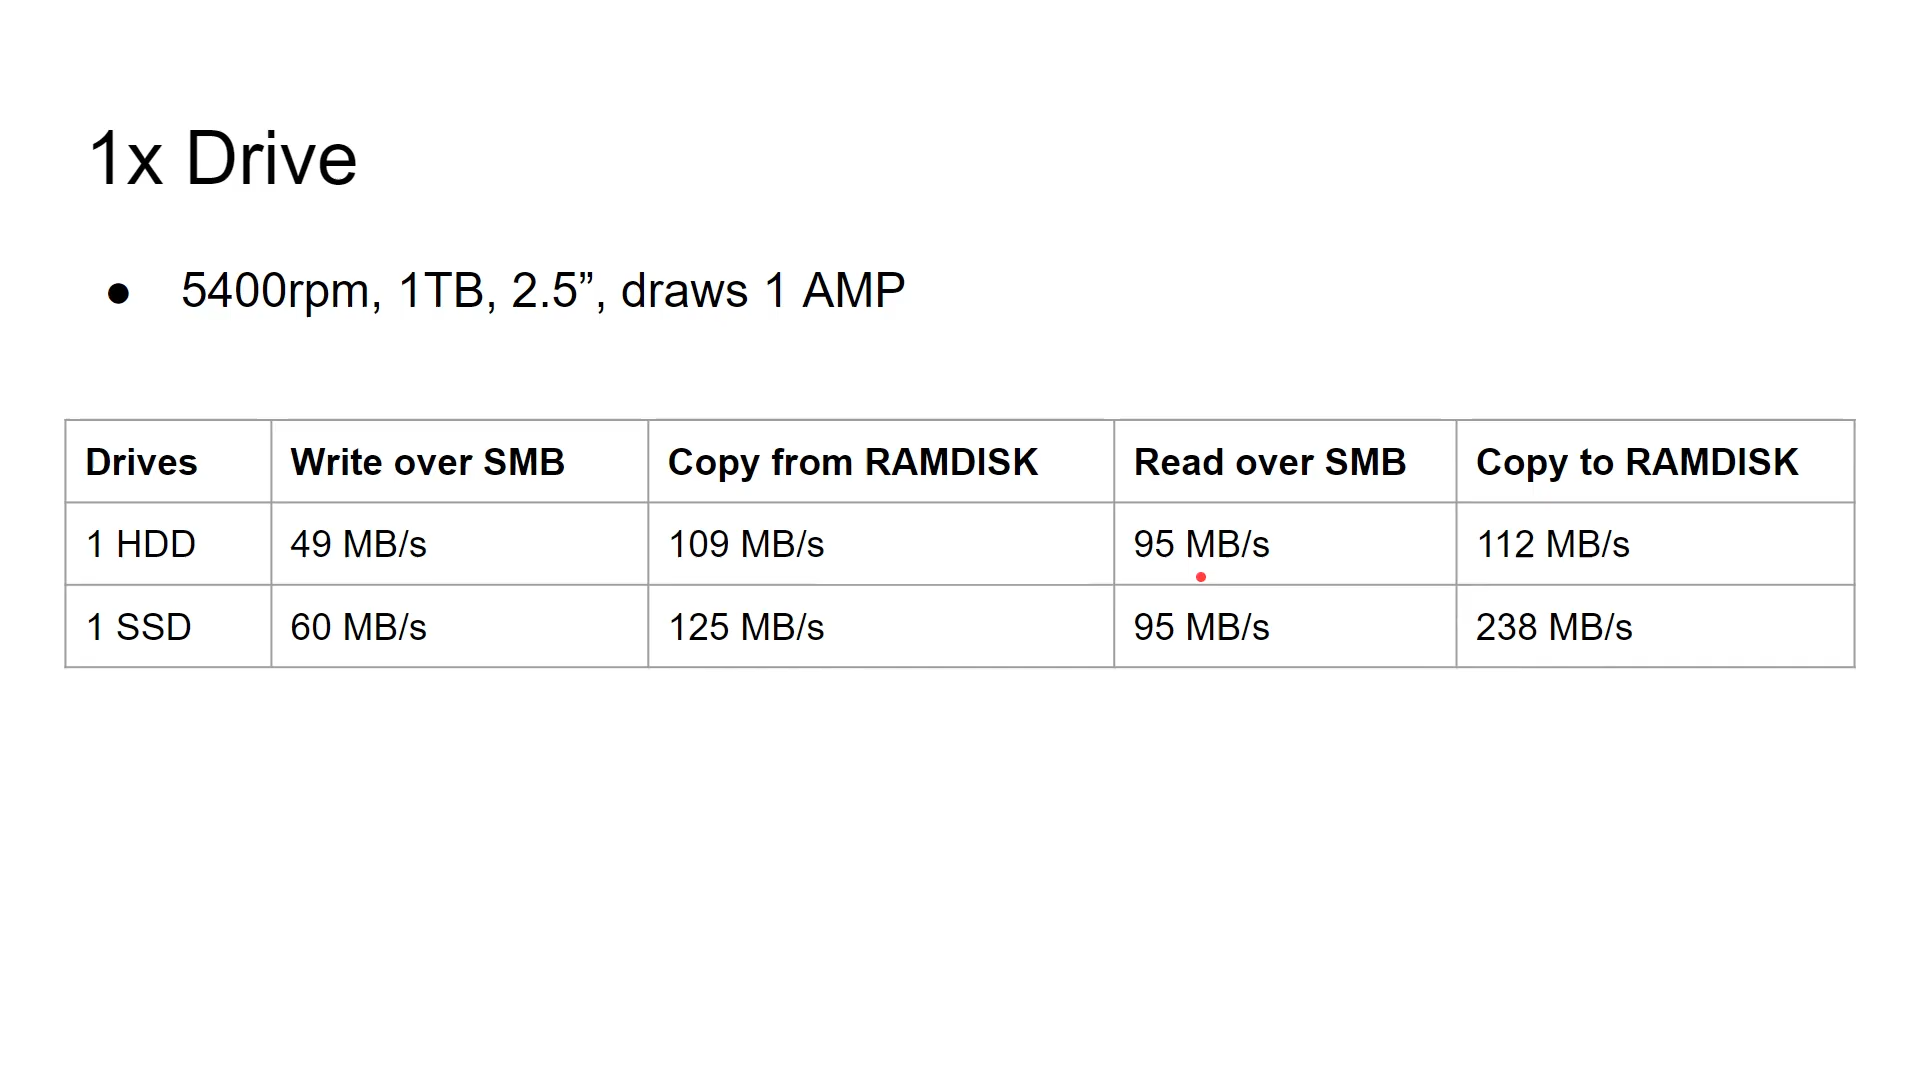 1x Drive
● 5400rpm, 1TB, 2.5”, draws 1 AMP
Drives Write over SMB Copy from RAMDISK Read over SMB Copy to RAMDISK
1 HDD 49 MB/s 109 MB/s 95 MB/s 112 MB/s
1 SSD 60 MB/s 125 MB/s 95 MB/s 238 MB/s